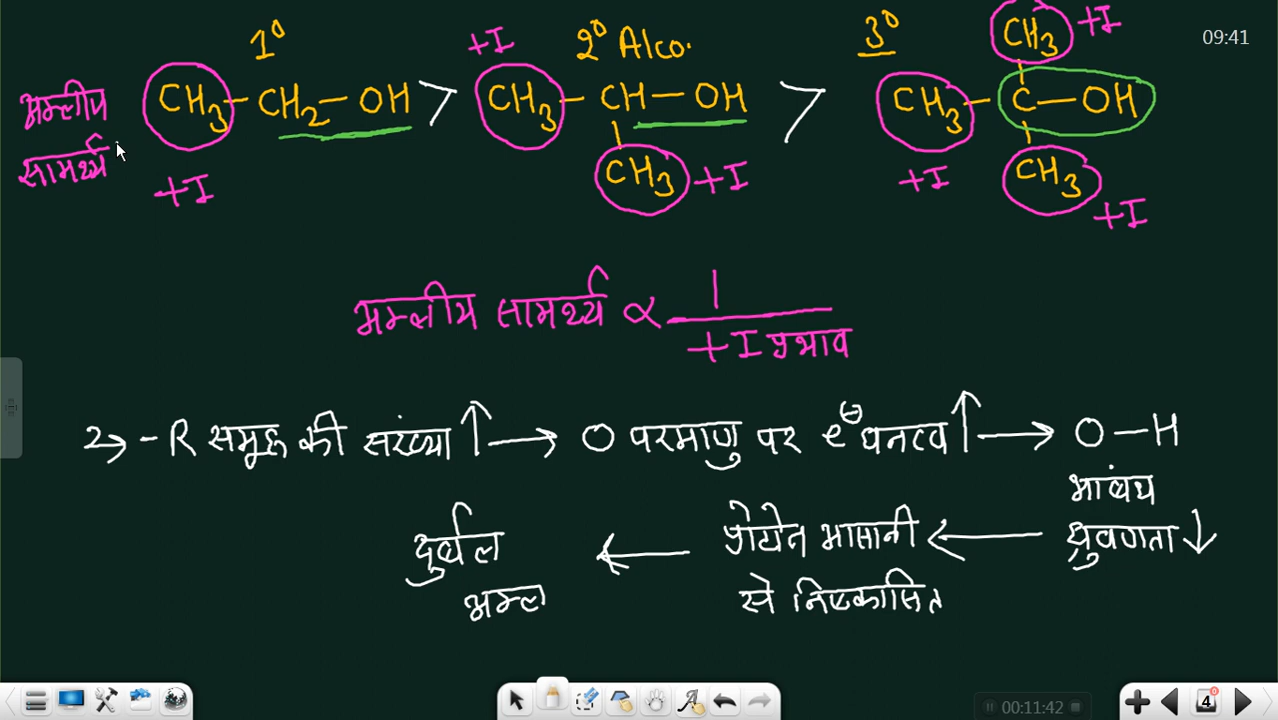 09:41
1° 2° Alco. 3°
अम्लीय सामर्थ्य
CH3 – CH2 – OH > CH3 – CH – OH > CH3 – C – OH
+I +I CH3 +I CH3 +I +I CH3 +I
अम्लीय सामर्थ्य ∝ 1 / +I प्रभाव
2→ -R समूह की संख्या ↑ → O परमाणु पर e⊖ घनत्व ↑ → O – H
आबंध
दुर्बल ← प्रोटोन आसानी ← ध्रुवणता ↓
अम्ल से निष्कासित
00:11:42
4
0